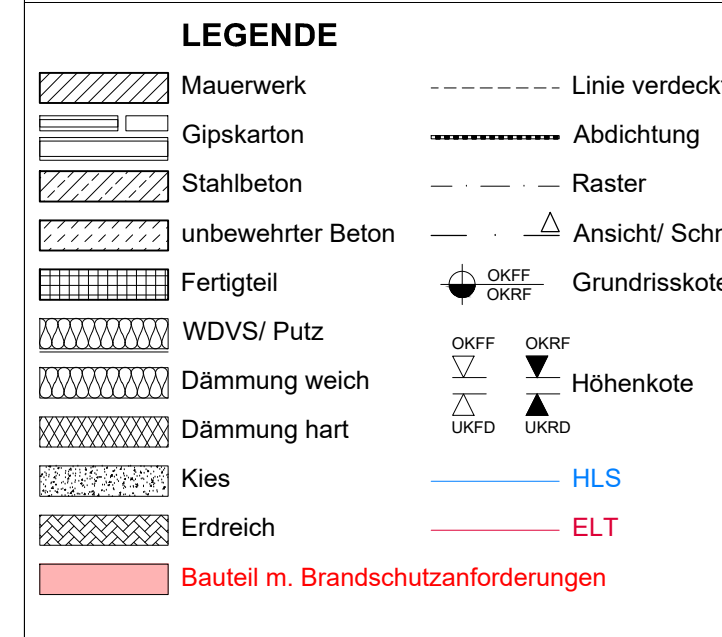 LEGENDE
Mauerwerk
Linie verdeckt
Gipskarton
Abdichtung
Stahlbeton
Raster
unbewehrter Beton
Ansicht/ Schn
Fertigteil
OKFF
OKRF
Grundrisskote
WDVS/ Putz
OKFF OKRF
Dämmung weich
Höhenkote
UKFD UKRD
Dämmung hart
Kies
HLS
Erdreich
ELT
Bauteil m. Brandschutzanforderungen